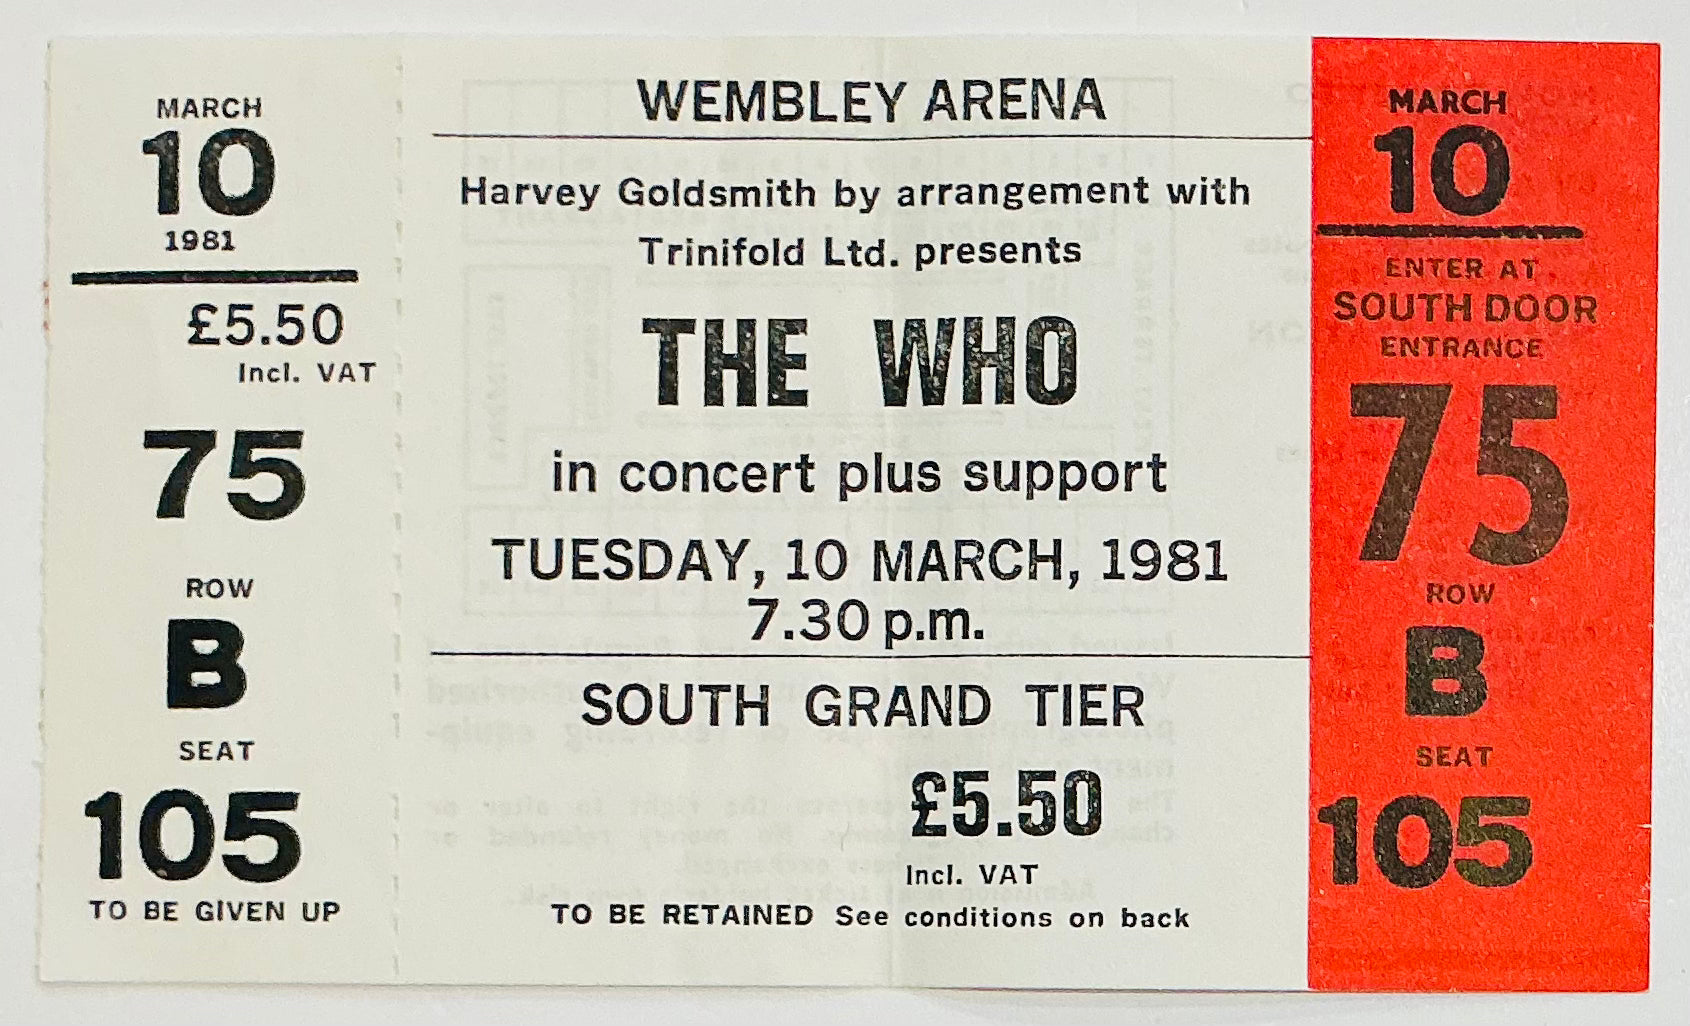 MARCH
10
1981
£5.50
Incl. VAT
75
ROW
B
SEAT
105
TO BE GIVEN UP
WEMBLEY ARENA
Harvey Goldsmith by arrangement with
Trinifold Ltd. presents
THE WHO
in concert plus support
TUESDAY, 10 MARCH, 1981
7.30 p.m.
SOUTH GRAND TIER
£5.50
Incl. VAT
TO BE RETAINED See conditions on back
MARCH
10
ENTER AT
SOUTH DOOR
ENTRANCE
75
ROW
B
SEAT
105